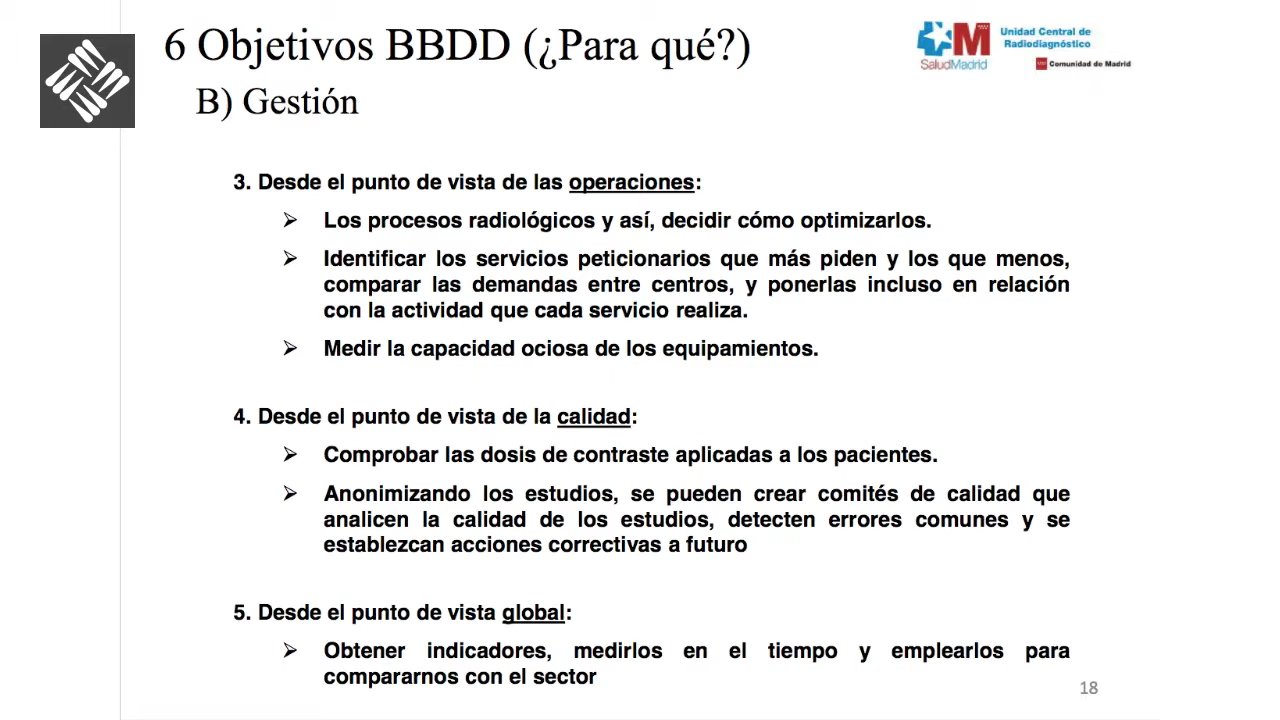 6 Objetivos BBDD (¿Para qué?)
B) Gestión
SaludMadrid
Unidad Central de
Radiodiagnóstico
Comunidad de Madrid
3. Desde el punto de vista de las operaciones:
➢ Los procesos radiológicos y así, decidir cómo optimizarlos.
➢ Identificar los servicios peticionarios que más piden y los que menos,
comparar las demandas entre centros, y ponerlas incluso en relación
con la actividad que cada servicio realiza.
➢ Medir la capacidad ociosa de los equipamientos.
4. Desde el punto de vista de la calidad:
➢ Comprobar las dosis de contraste aplicadas a los pacientes.
➢ Anonimizando los estudios, se pueden crear comités de calidad que
analicen la calidad de los estudios, detecten errores comunes y se
establezcan acciones correctivas a futuro
5. Desde el punto de vista global:
➢ Obtener indicadores, medirlos en el tiempo y emplearlos para
compararnos con el sector
18